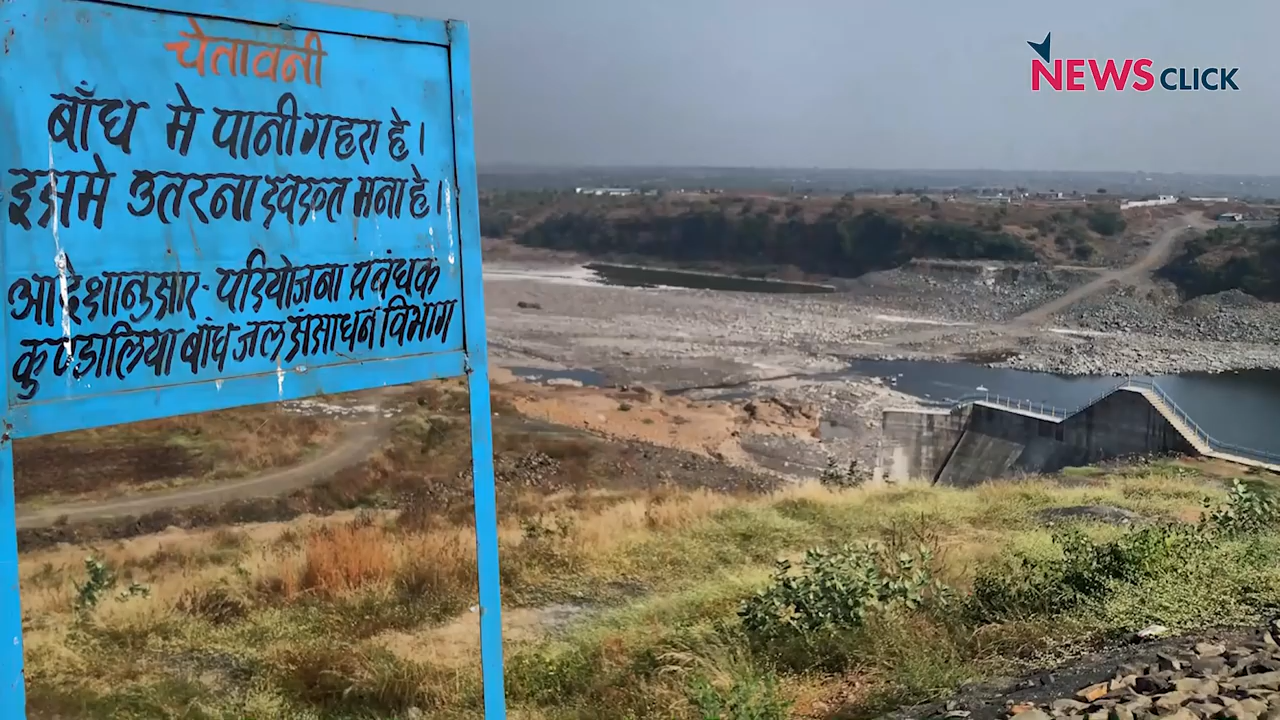 चेतावनी
बाँध मे पानी गहरा हे।
इसमे उतरना सख्त मना हे।
आदेशानुसार - परियोजना प्रबंधक
कुण्डालिया बांध जल संसाधन विभाग
NEWSCLICK